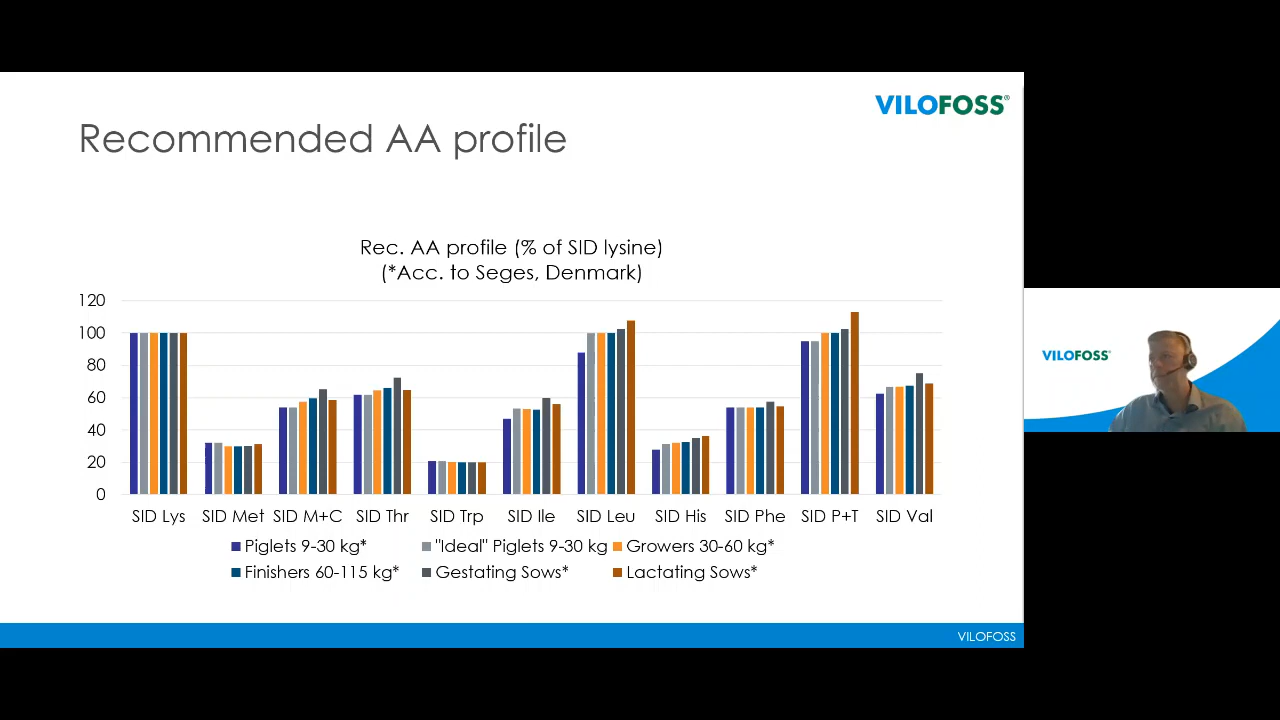 VILOFOSS®
Recommended AA profile
Rec. AA profile (% of SID lysine)
(*Acc. to Seges, Denmark)
120
100
80
60
40
20
0
SID Lys SID Met SID M+C SID Thr SID Trp SID Ile SID Leu SID His SID Phe SID P+T SID Val
Piglets 9-30 kg* "Ideal" Piglets 9-30 kg Growers 30-60 kg*
Finishers 60-115 kg* Gestating Sows* Lactating Sows*
VILOFOSS
VILOFOSS®